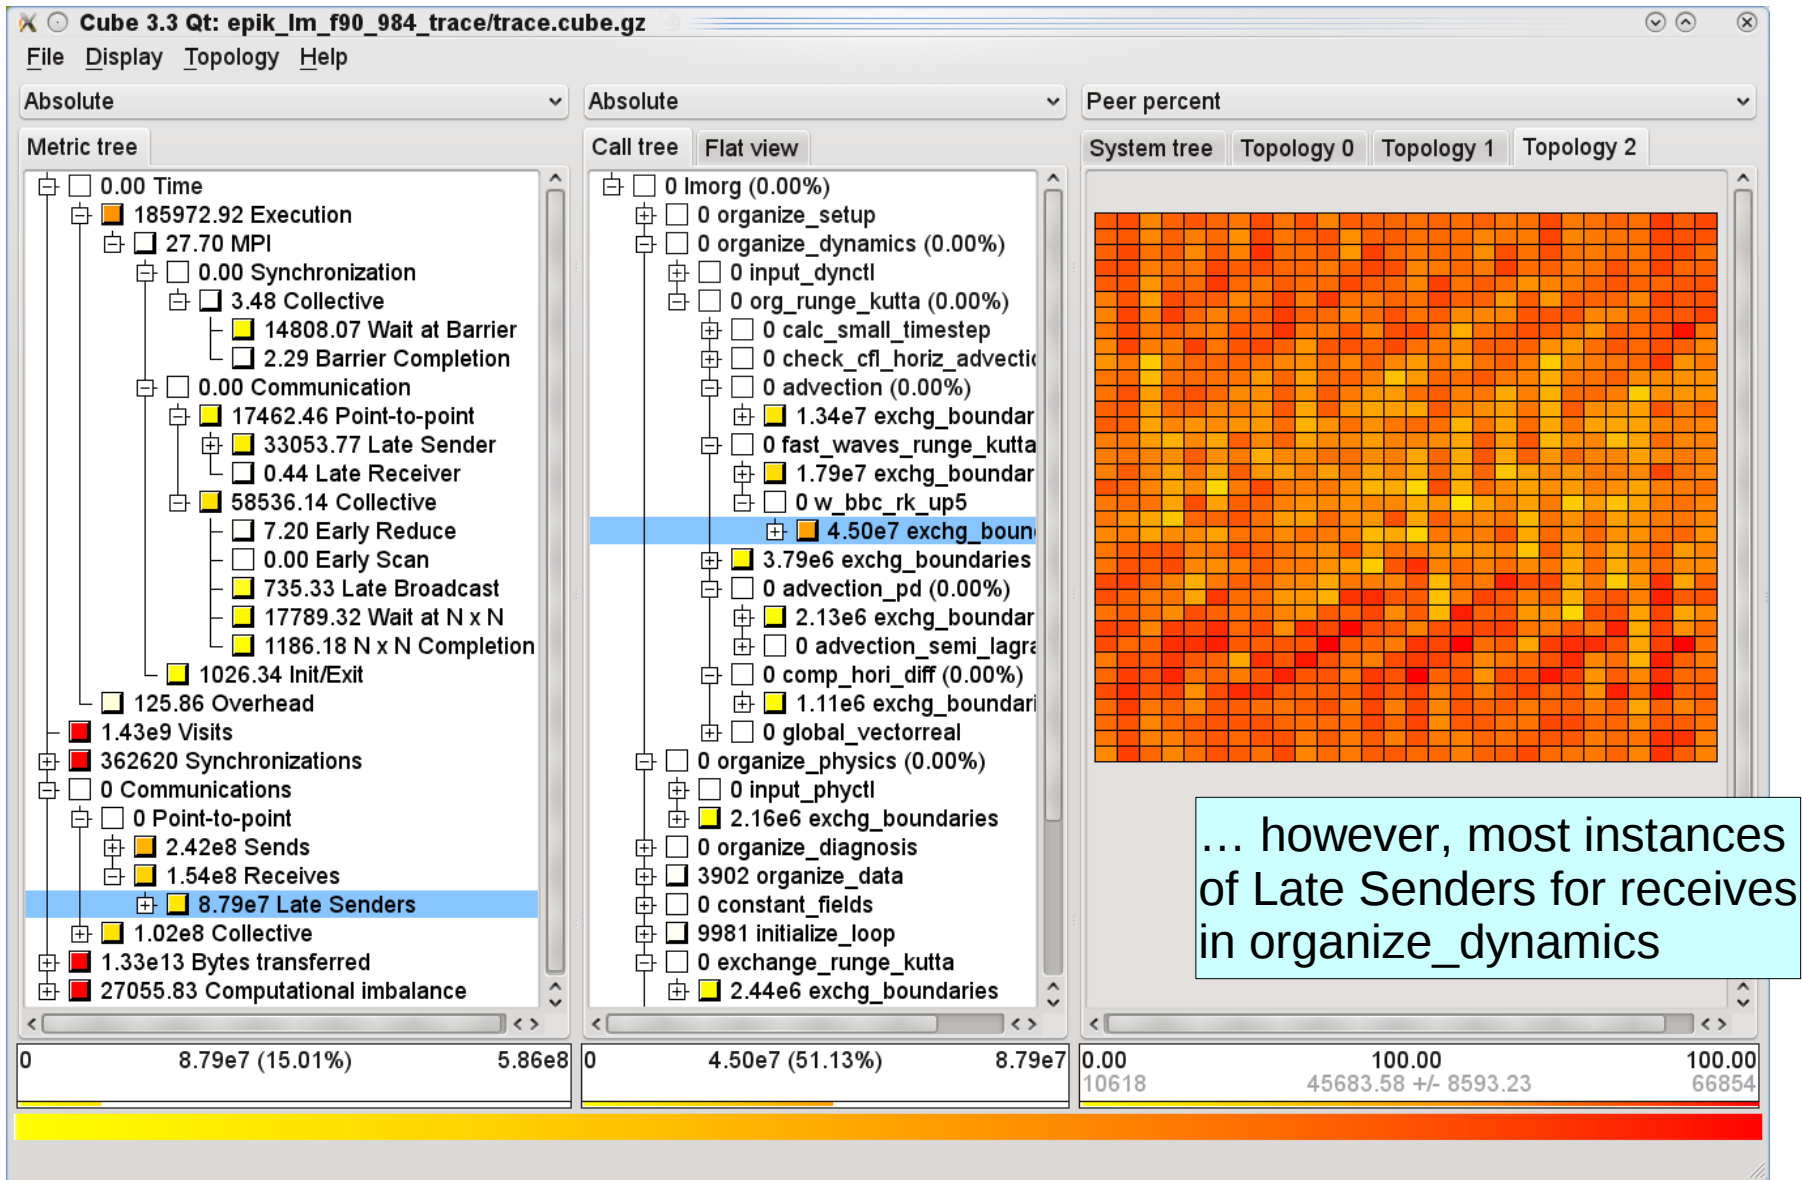 Cube 3.3 Qt: epik_lm_f90_984_trace/trace.cube.gz
File Display Topology Help
Absolute
Absolute
Peer percent
Metric tree
Call tree Flat view
System tree Topology 0 Topology 1 Topology 2
0.00 Time
185972.92 Execution
27.70 MPI
0.00 Synchronization
3.48 Collective
14808.07 Wait at Barrier
2.29 Barrier Completion
0.00 Communication
17462.46 Point-to-point
33053.77 Late Sender
0.44 Late Receiver
58536.14 Collective
7.20 Early Reduce
0.00 Early Scan
735.33 Late Broadcast
17789.32 Wait at N x N
1186.18 N x N Completion
1026.34 Init/Exit
125.86 Overhead
1.43e9 Visits
362620 Synchronizations
0 Communications
0 Point-to-point
2.42e8 Sends
1.54e8 Receives
8.79e7 Late Senders
1.02e8 Collective
1.33e13 Bytes transferred
27055.83 Computational imbalance
0 lmorg (0.00%)
0 organize_setup
0 organize_dynamics (0.00%)
0 input_dynctl
0 org_runge_kutta (0.00%)
0 calc_small_timestep
0 check_cfl_horiz_advectic
0 advection (0.00%)
1.34e7 exchg_boundar
0 fast_waves_runge_kutta
1.79e7 exchg_boundar
0 w_bbc_rk_up5
4.50e7 exchg_boun
3.79e6 exchg_boundaries
0 advection_pd (0.00%)
2.13e6 exchg_boundar
0 advection_semi_lagra
0 comp_hori_diff (0.00%)
1.11e6 exchg_boundari
0 global_vectorreal
0 organize_physics (0.00%)
0 input_phyctl
2.16e6 exchg_boundaries
0 organize_diagnosis
3902 organize_data
0 constant_fields
9981 initialize_loop
0 exchange_runge_kutta
2.44e6 exchg_boundaries
… however, most instances
of Late Senders for receives
in organize_dynamics
0 8.79e7 (15.01%) 5.86e8
0 4.50e7 (51.13%) 8.79e7
0.00 100.00 100.00
10618 45683.58 +/- 8593.23 66854